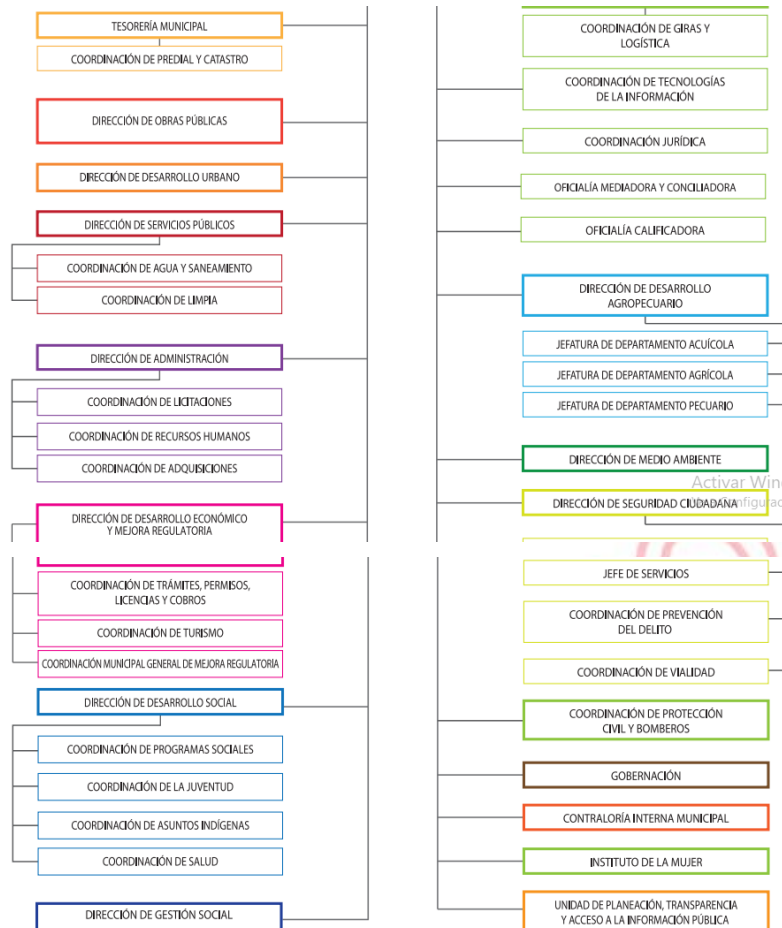 TESORERÍA MUNICIPAL
COORDINACIÓN DE PREDIAL Y CATASTRO
DIRECCIÓN DE OBRAS PÚBLICAS
DIRECCIÓN DE DESARROLLO URBANO
DIRECCIÓN DE SERVICIOS PÚBLICOS
COORDINACIÓN DE AGUA Y SANEAMIENTO
COORDINACIÓN DE LIMPIA
DIRECCIÓN DE ADMINISTRACIÓN
COORDINACIÓN DE LICITACIONES
COORDINACIÓN DE RECURSOS HUMANOS
COORDINACIÓN DE ADQUISICIONES
DIRECCIÓN DE DESARROLLO ECONÓMICO
Y MEJORA REGULATORIA
COORDINACIÓN DE TRÁMITES, PERMISOS,
LICENCIAS Y COBROS
COORDINACIÓN DE TURISMO
COORDINACIÓN MUNICIPAL GENERAL DE MEJORA REGULATORIA
DIRECCIÓN DE DESARROLLO SOCIAL
COORDINACIÓN DE PROGRAMAS SOCIALES
COORDINACIÓN DE LA JUVENTUD
COORDINACIÓN DE ASUNTOS INDÍGENAS
COORDINACIÓN DE SALUD
DIRECCIÓN DE GESTIÓN SOCIAL
COORDINACIÓN DE GIRAS Y
LOGÍSTICA
COORDINACIÓN DE TECNOLOGÍAS
DE LA INFORMACIÓN
COORDINACIÓN JURÍDICA
OFICIALÍA MEDIADORA Y CONCILIADORA
OFICIALÍA CALIFICADORA
DIRECCIÓN DE DESARROLLO
AGROPECUARIO
JEFATURA DE DEPARTAMENTO ACUÍCOLA
JEFATURA DE DEPARTAMENTO AGRÍCOLA
JEFATURA DE DEPARTAMENTO PECUARIO
DIRECCIÓN DE MEDIO AMBIENTE
Activar Win
DIRECCIÓN DE SEGURIDAD CIUDADANA
JEFE DE SERVICIOS
COORDINACIÓN DE PREVENCIÓN
DEL DELITO
COORDINACIÓN DE VIALIDAD
COORDINACIÓN DE PROTECCIÓN
CIVIL Y BOMBEROS
GOBERNACIÓN
CONTRALORÍA INTERNA MUNICIPAL
INSTITUTO DE LA MUJER
UNIDAD DE PLANEACIÓN, TRANSPARENCIA
Y ACCESO A LA INFORMACIÓN PÚBLICA